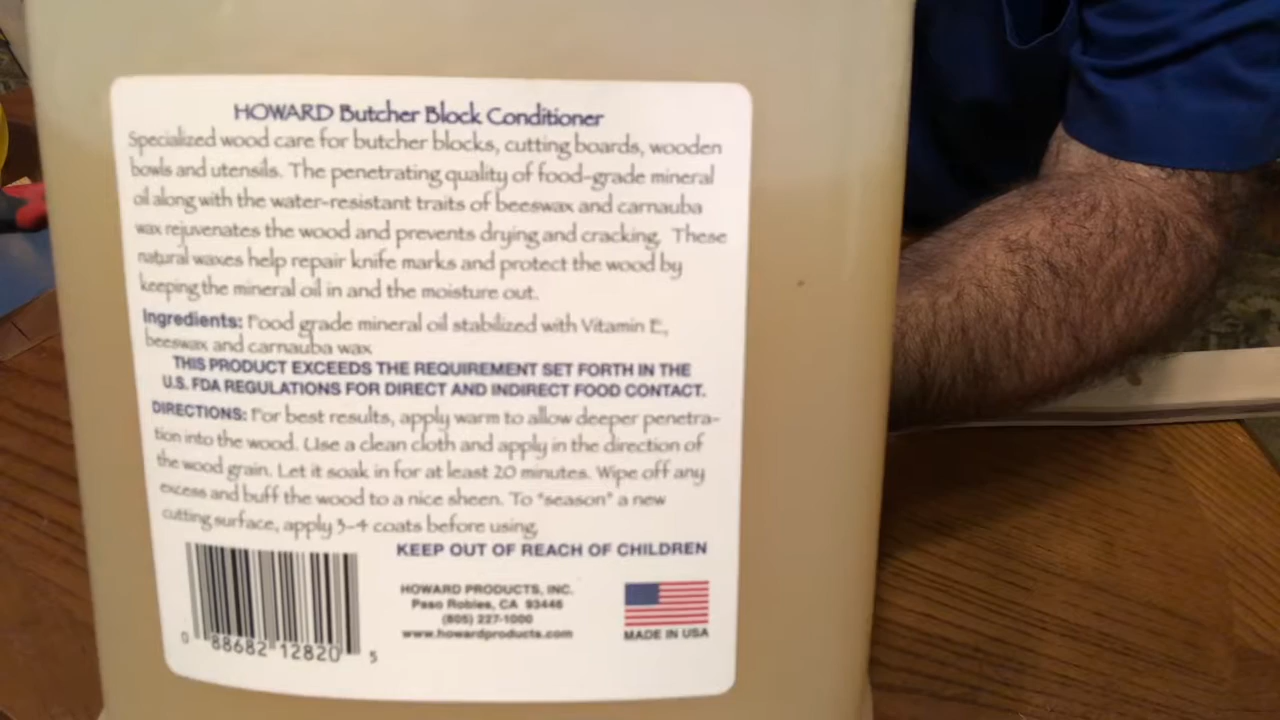 HOWARD Butcher Block Conditioner
Specialized wood care for butcher blocks, cutting boards, wooden
bowls and utensils. The penetrating quality of food-grade mineral
oil along with the water-resistant traits of beeswax and carnauba
wax rejuvenates the wood and prevents drying and cracking. These
natural waxes help repair knife marks and protect the wood by
keeping the mineral oil in and the moisture out.
Ingredients: Food grade mineral oil stabilized with Vitamin E,
beeswax and carnauba wax
THIS PRODUCT EXCEEDS THE REQUIREMENT SET FORTH IN THE
U.S. FDA REGULATIONS FOR DIRECT AND INDIRECT FOOD CONTACT.
DIRECTIONS: For best results, apply warm to allow deeper penetra-
tion into the wood. Use a clean cloth and apply in the direction of
the wood grain. Let it soak in for at least 20 minutes. Wipe off any
excess and buff the wood to a nice sheen. To "season" a new
cutting surface, apply 3-4 coats before using.
KEEP OUT OF REACH OF CHILDREN
HOWARD PRODUCTS, INC.
Paso Robles, CA 93446
(805) 227-1000
www.howardproducts.com
MADE IN USA
0 88682 12820 5